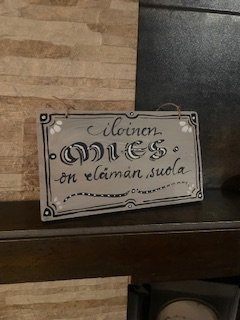 iloinen
mies
on elämän suola